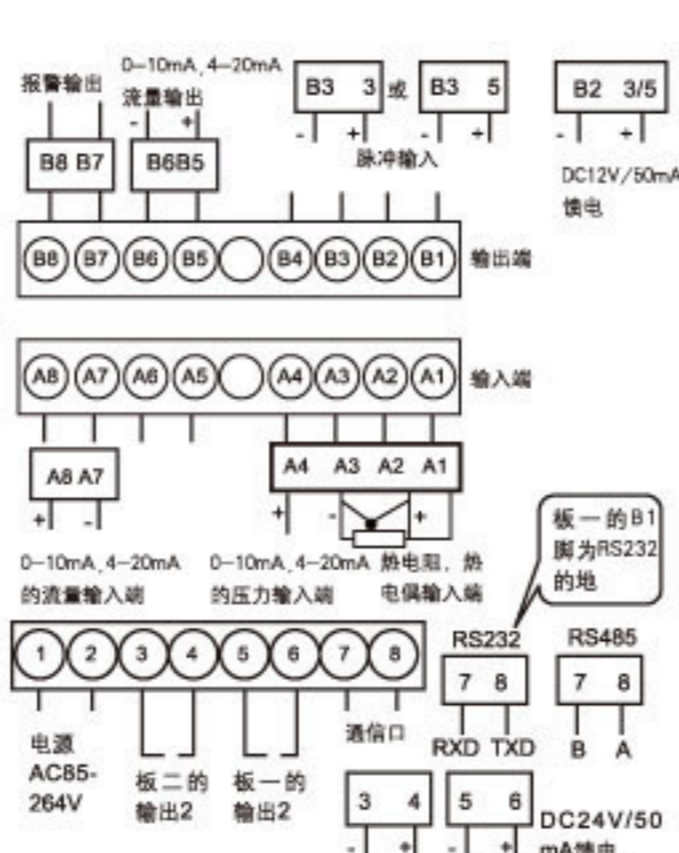 报警输出
0-10mA,4-20mA
流量输出
- +
B8 B7
B6B5
B3 3
或
B3 5
B2 3/5
- +
- +
- +
脉冲输入
DC12V/50mA
馈电
B8 B7 B6 B5 B4 B3 B2 B1
输出端
A8 A7 A6 A5 A4 A3 A2 A1
输入端
A8 A7
A4 A3 A2 A1
+ -
+ - +
0-10mA,4-20mA
的流量输入端
0-10mA,4-20mA
的压力输入端
热电阻，热
电偶输入端
板一的B1
脚为RS232
的地
1 2 3 4 5 6 7 8
RS232
7 8
RXD TXD
RS485
7 8
B A
电源
AC85-
264V
板二的
输出2
板一的
输出2
通信口
3 4
- +
5 6
- +
DC24V/50
mA馈电